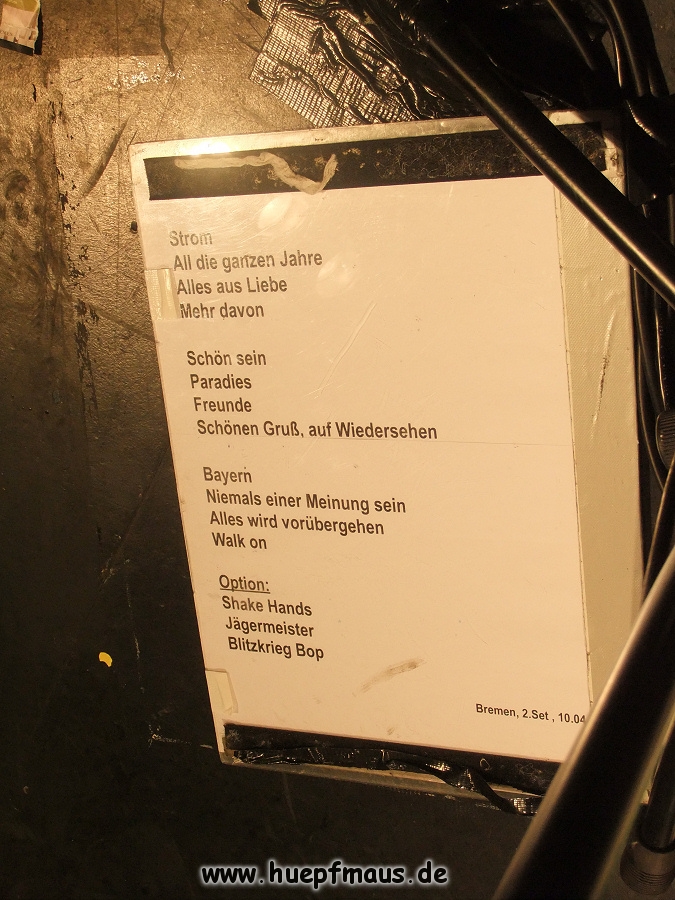 Strom
All die ganzen Jahre
Alles aus Liebe
Mehr davon
Schön sein
Paradies
Freunde
Schönen Gruß, auf Wiedersehen
Bayern
Niemals einer Meinung sein
Alles wird vorübergehen
Walk on
Option:
Shake Hands
Jägermeister
Blitzkrieg Bop
Bremen, 2.Set , 10.04
www.huepfmaus.de